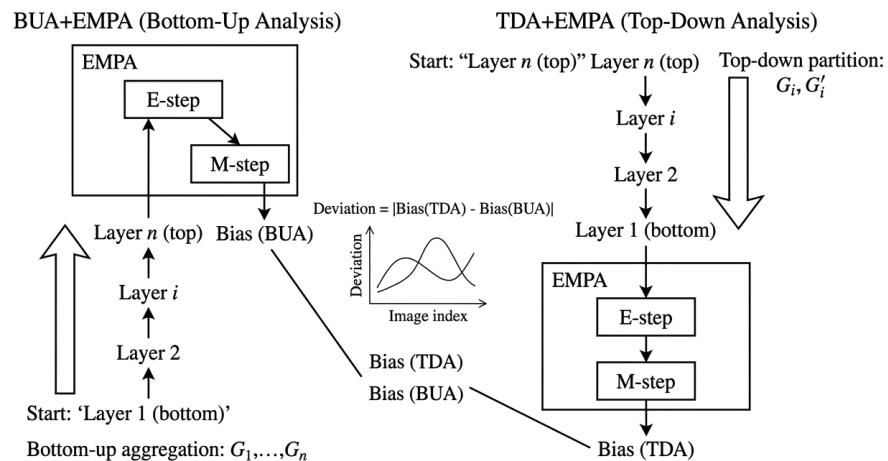 BUA+EMPA (Bottom-Up Analysis)
EMPA
E-step
M-step
Layer n (top)
Bias (BUA)
Layer i
Layer 2
Start: ‘Layer 1 (bottom)’
Bottom-up aggregation: G1,…,Gn
Deviation = |Bias(TDA) - Bias(BUA)|
Deviation
Image index
Bias (TDA)
Bias (BUA)
TDA+EMPA (Top-Down Analysis)
Start: “Layer n (top)” Layer n (top)
Top-down partition:
Gi, G′i
Layer i
Layer 2
Layer 1 (bottom)
EMPA
E-step
M-step
Bias (TDA)